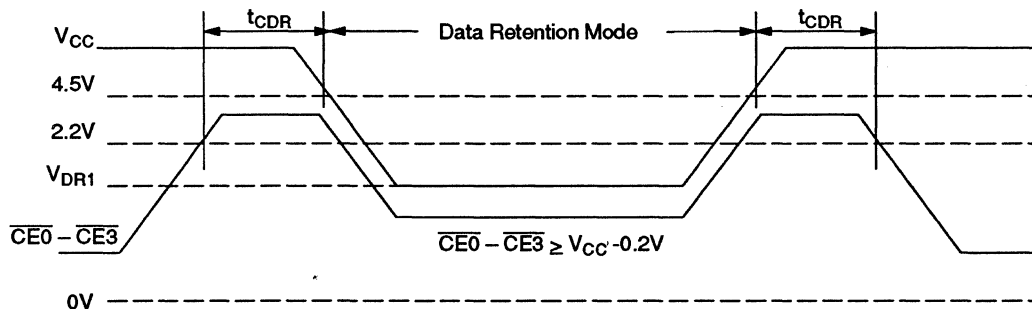 tCDR
Data Retention Mode
tCDR
VCC
4.5V
2.2V
VDR1
CE0 – CE3
CE0 – CE3 ≥ VCC -0.2V
0V